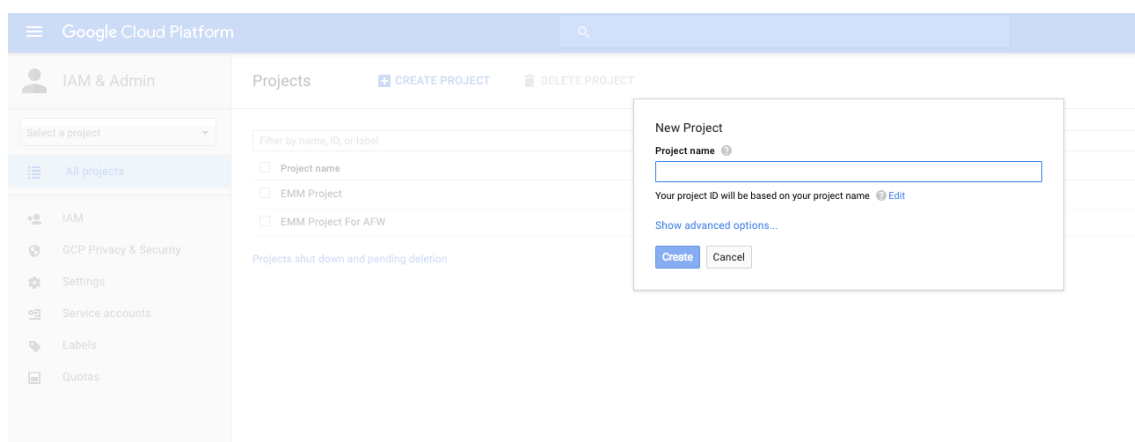 Google Cloud Platform
IAM & Admin
Projects CREATE PROJECT DELETE PROJECT
Select a project
Filter by name, ID, or label
All projects
Project name
EMM Project
EMM Project For AFW
Projects shut down and pending deletion
IAM
GCP Privacy & Security
Settings
Service accounts
Labels
Quotas
New Project
Project name
Your project ID will be based on your project name Edit
Show advanced options...
Create Cancel